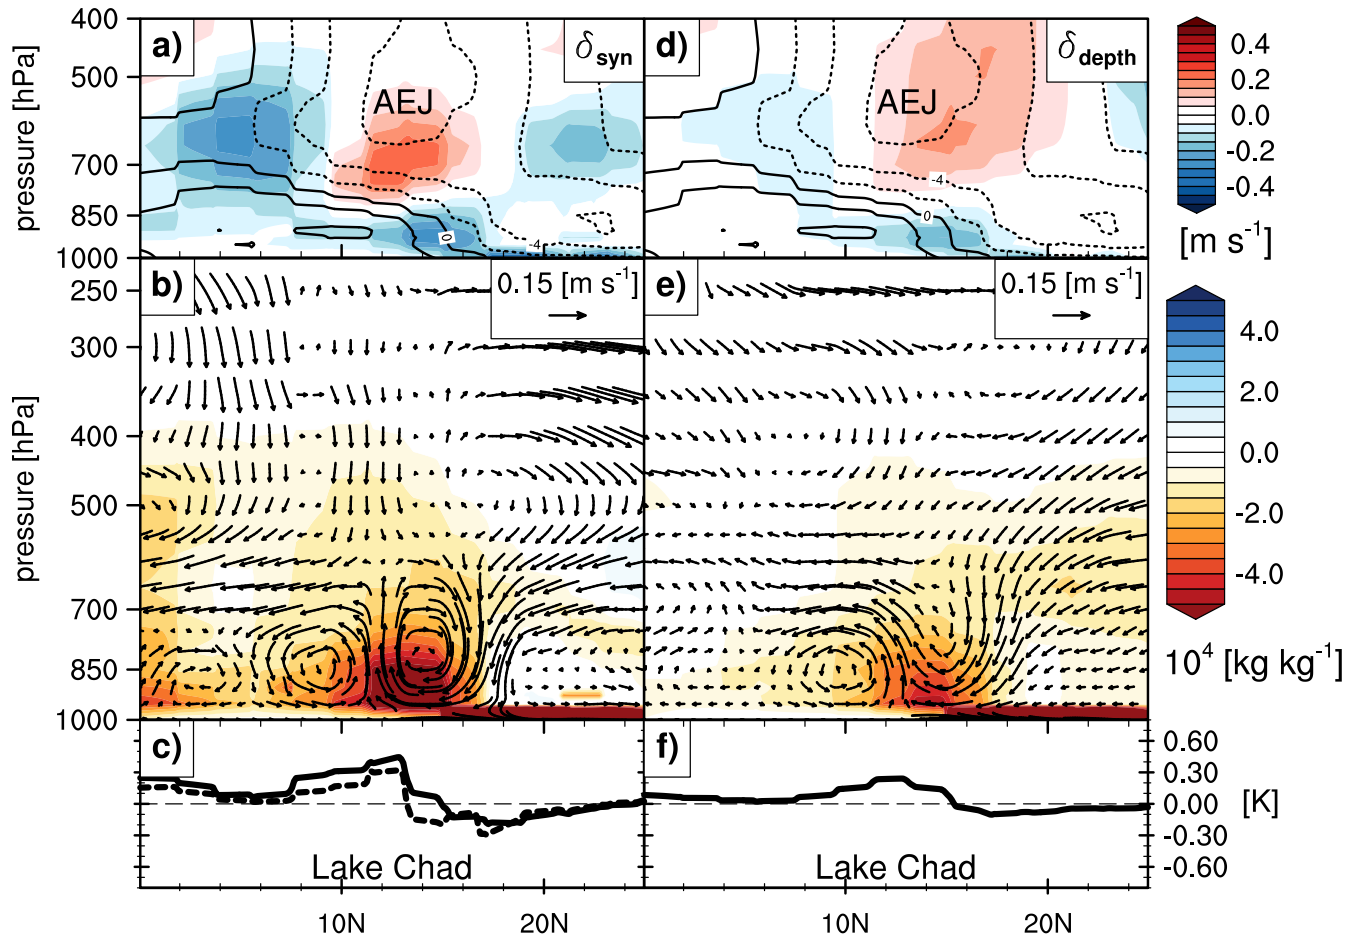 400
500
700
850
1000
pressure [hPa]
a)
δsyn
AEJ
0
-4
d)
δdepth
AEJ
-4
0
0.4
0.2
0.0
-0.2
-0.4
[m s-1]
250
300
400
500
700
850
1000
pressure [hPa]
b)
0.15 [m s-1]
e)
0.15 [m s-1]
4.0
2.0
0.0
-2.0
-4.0
10^4 [kg kg-1]
c)
Lake Chad
f)
Lake Chad
0.60
0.30
0.00
-0.30
-0.60
[K]
10N
20N
10N
20N